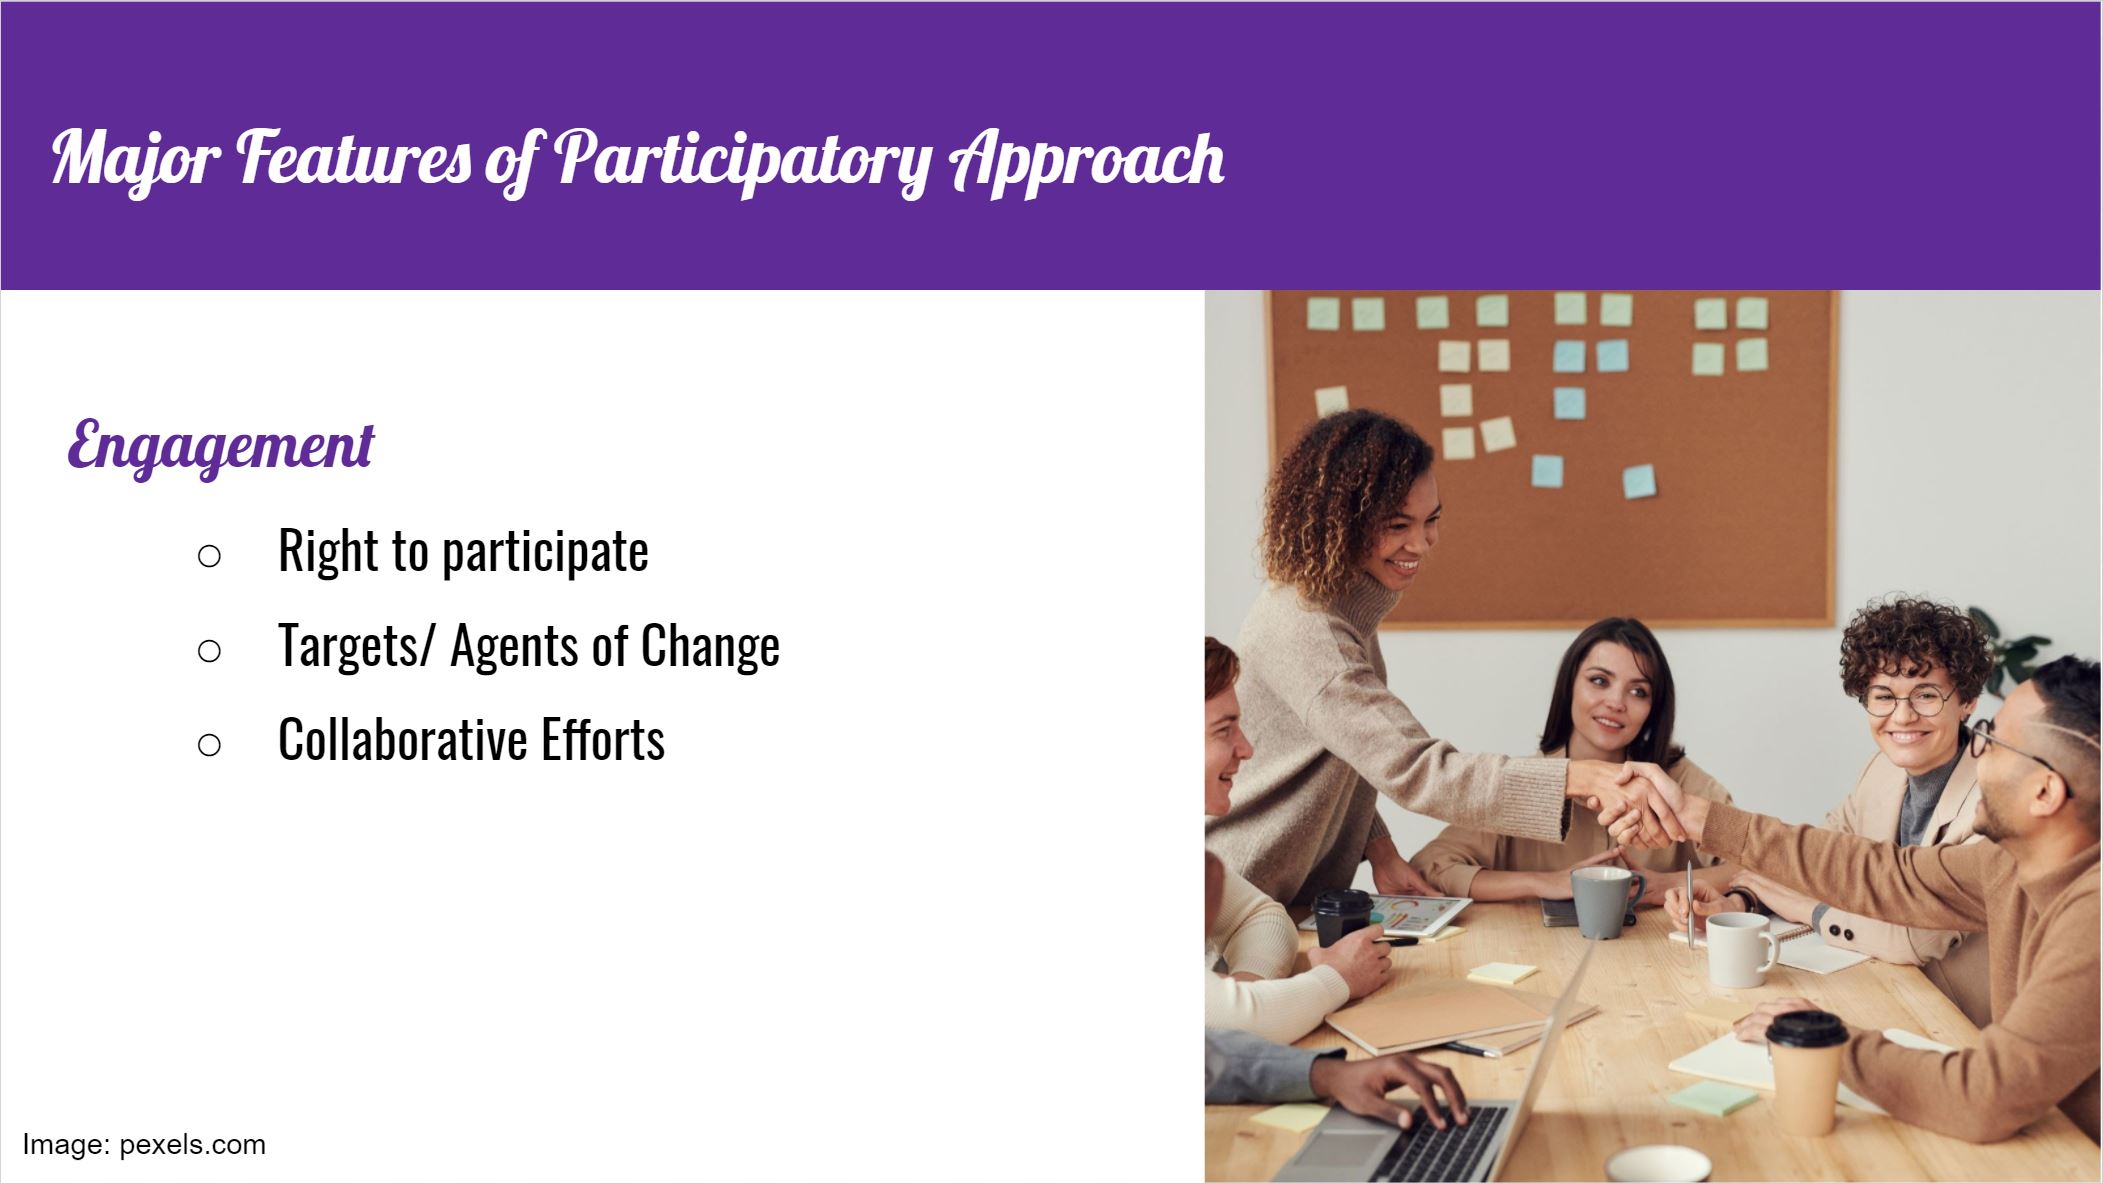 Major Features of Participatory Approach
Engagement
○ Right to participate
○ Targets/ Agents of Change
○ Collaborative Efforts
Image: pexels.com